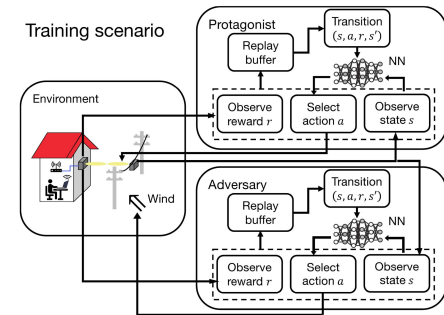 Training scenario
Protagonist
Transition
(s, a, r, s′)
Replay
buffer
NN
Observe
reward r
Select
action a
Observe
state s
Environment
Wind
Adversary
Transition
(s, a, r, s′)
Replay
buffer
NN
Observe
reward r
Select
action a
Observe
state s